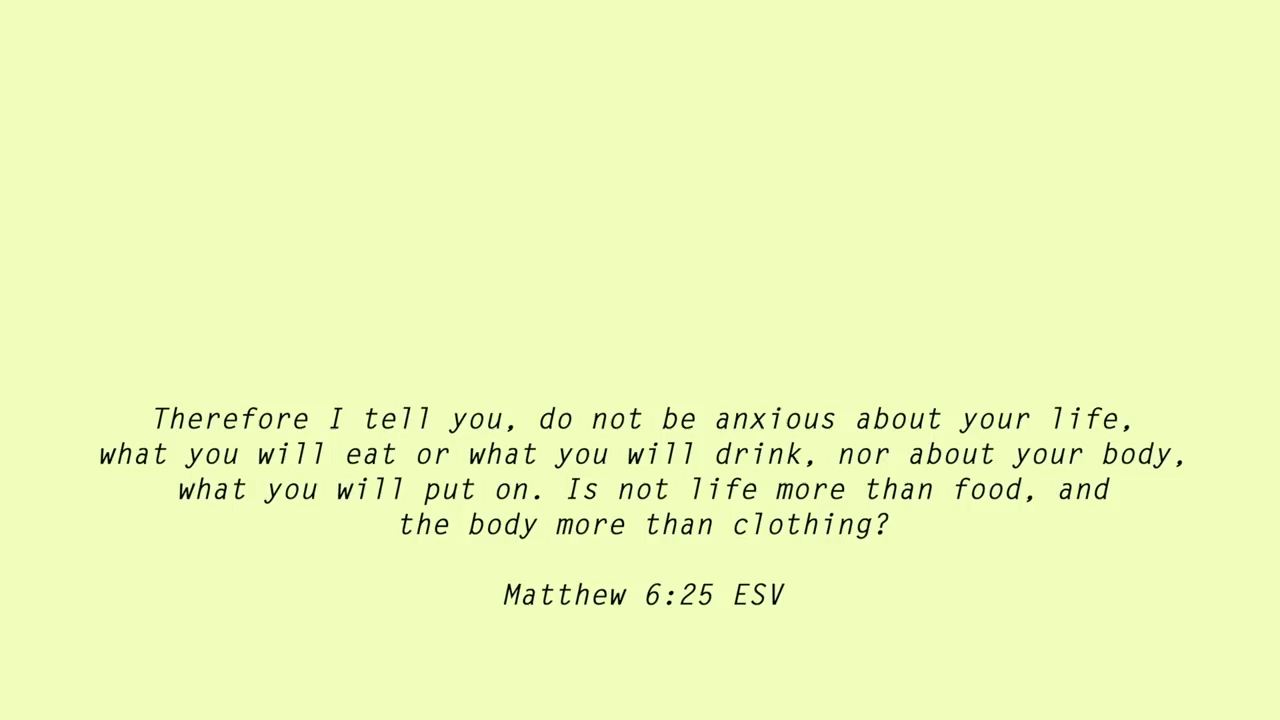 Therefore I tell you, do not be anxious about your life,
what you will eat or what you will drink, nor about your body,
what you will put on. Is not life more than food, and
the body more than clothing?
Matthew 6:25 ESV